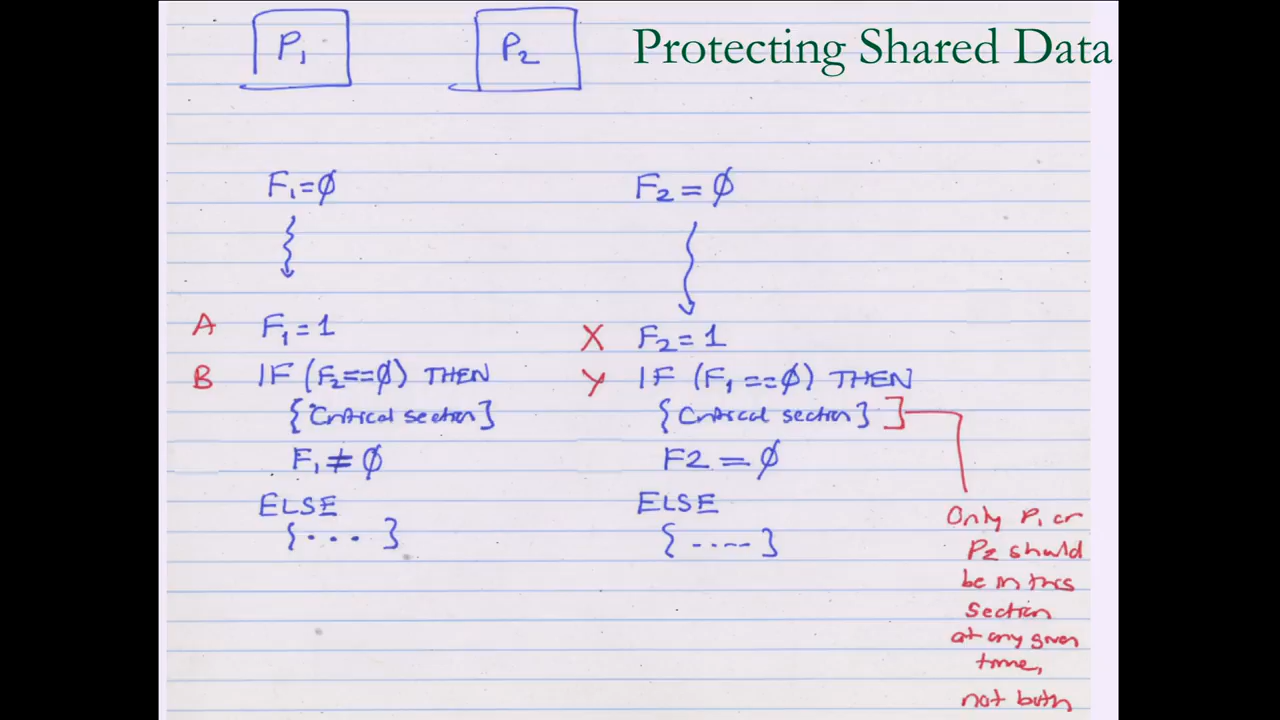 P1 P2 Protecting Shared Data
F1=∅ F2=∅
A F1=1 X F2=1
B IF (F2==∅) THEN Y IF (F1==∅) THEN
{Critical section} {Critical section} ]
F1≠∅ F2=∅
ELSE ELSE
{...} {.---}
Only P1 or
P2 should
be in this
section
at any given
time,
not both